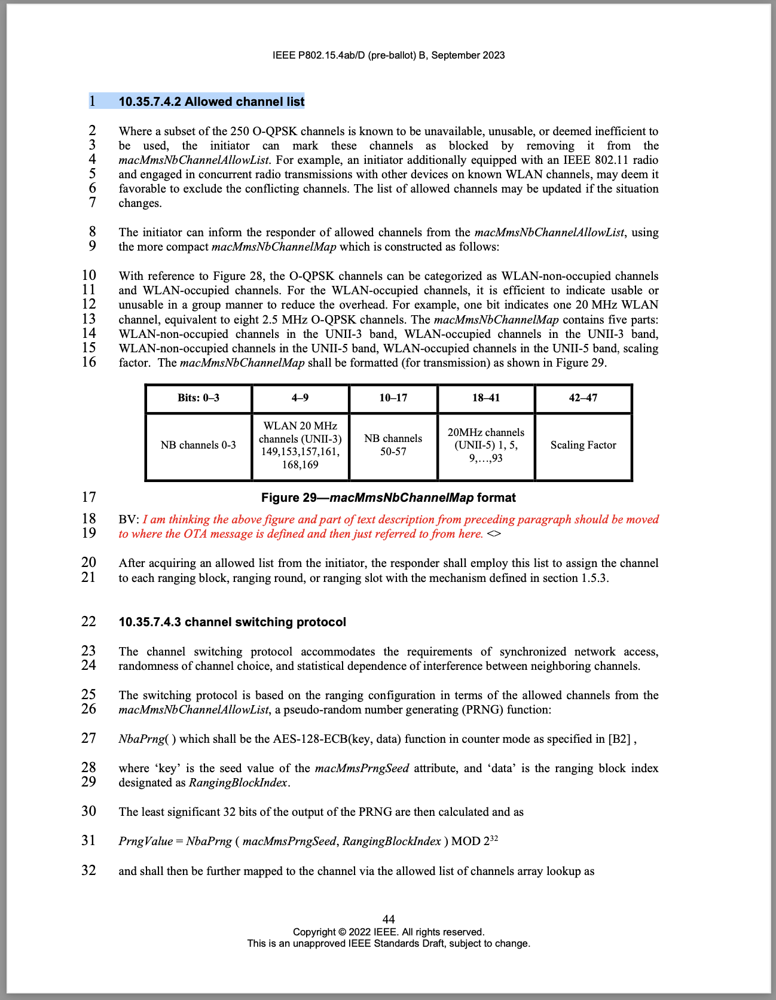 IEEE P802.15.4ab/D (pre-ballot) B, September 2023
1 10.35.7.4.2 Allowed channel list
2 Where a subset of the 250 O-QPSK channels is known to be unavailable, unusable, or deemed inefficient to
3 be used, the initiator can mark these channels as blocked by removing it from the
4 macMmsNbChannelAllowList. For example, an initiator additionally equipped with an IEEE 802.11 radio
5 and engaged in concurrent radio transmissions with other devices on known WLAN channels, may deem it
6 favorable to exclude the conflicting channels. The list of allowed channels may be updated if the situation
7 changes.
8 The initiator can inform the responder of allowed channels from the macMmsNbChannelAllowList, using
9 the more compact macMmsNbChannelMap which is constructed as follows:
10 With reference to Figure 28, the O-QPSK channels can be categorized as WLAN-non-occupied channels
11 and WLAN-occupied channels. For the WLAN-occupied channels, it is efficient to indicate usable or
12 unusable in a group manner to reduce the overhead. For example, one bit indicates one 20 MHz WLAN
13 channel, equivalent to eight 2.5 MHz O-QPSK channels. The macMmsNbChannelMap contains five parts:
14 WLAN-non-occupied channels in the UNII-3 band, WLAN-occupied channels in the UNII-3 band,
15 WLAN-non-occupied channels in the UNII-5 band, WLAN-occupied channels in the UNII-5 band, scaling
16 factor. The macMmsNbChannelMap shall be formatted (for transmission) as shown in Figure 29.
Bits: 0–3 4–9 10–17 18–41 42–47
NB channels 0-3
WLAN 20 MHz
channels (UNII-3)
149,153,157,161,
168,169
NB channels
50-57
20MHz channels
(UNII-5) 1, 5,
9,…,93
Scaling Factor
17 Figure 29—macMmsNbChannelMap format
18 BV: I am thinking the above figure and part of text description from preceding paragraph should be moved
19 to where the OTA message is defined and then just referred to from here. <>
20 After acquiring an allowed list from the initiator, the responder shall employ this list to assign the channel
21 to each ranging block, ranging round, or ranging slot with the mechanism defined in section 1.5.3.
22 10.35.7.4.3 channel switching protocol
23 The channel switching protocol accommodates the requirements of synchronized network access,
24 randomness of channel choice, and statistical dependence of interference between neighboring channels.
25 The switching protocol is based on the ranging configuration in terms of the allowed channels from the
26 macMmsNbChannelAllowList, a pseudo-random number generating (PRNG) function:
27 NbaPrng( ) which shall be the AES-128-ECB(key, data) function in counter mode as specified in [B2] ,
28 where ‘key’ is the seed value of the macMmsPrngSeed attribute, and ‘data’ is the ranging block index
29 designated as RangingBlockIndex.
30 The least significant 32 bits of the output of the PRNG are then calculated and as
31 PrngValue = NbaPrng ( macMmsPrngSeed, RangingBlockIndex ) MOD 2³²
32 and shall then be further mapped to the channel via the allowed list of channels array lookup as
44
Copyright © 2022 IEEE. All rights reserved.
This is an unapproved IEEE Standards Draft, subject to change.